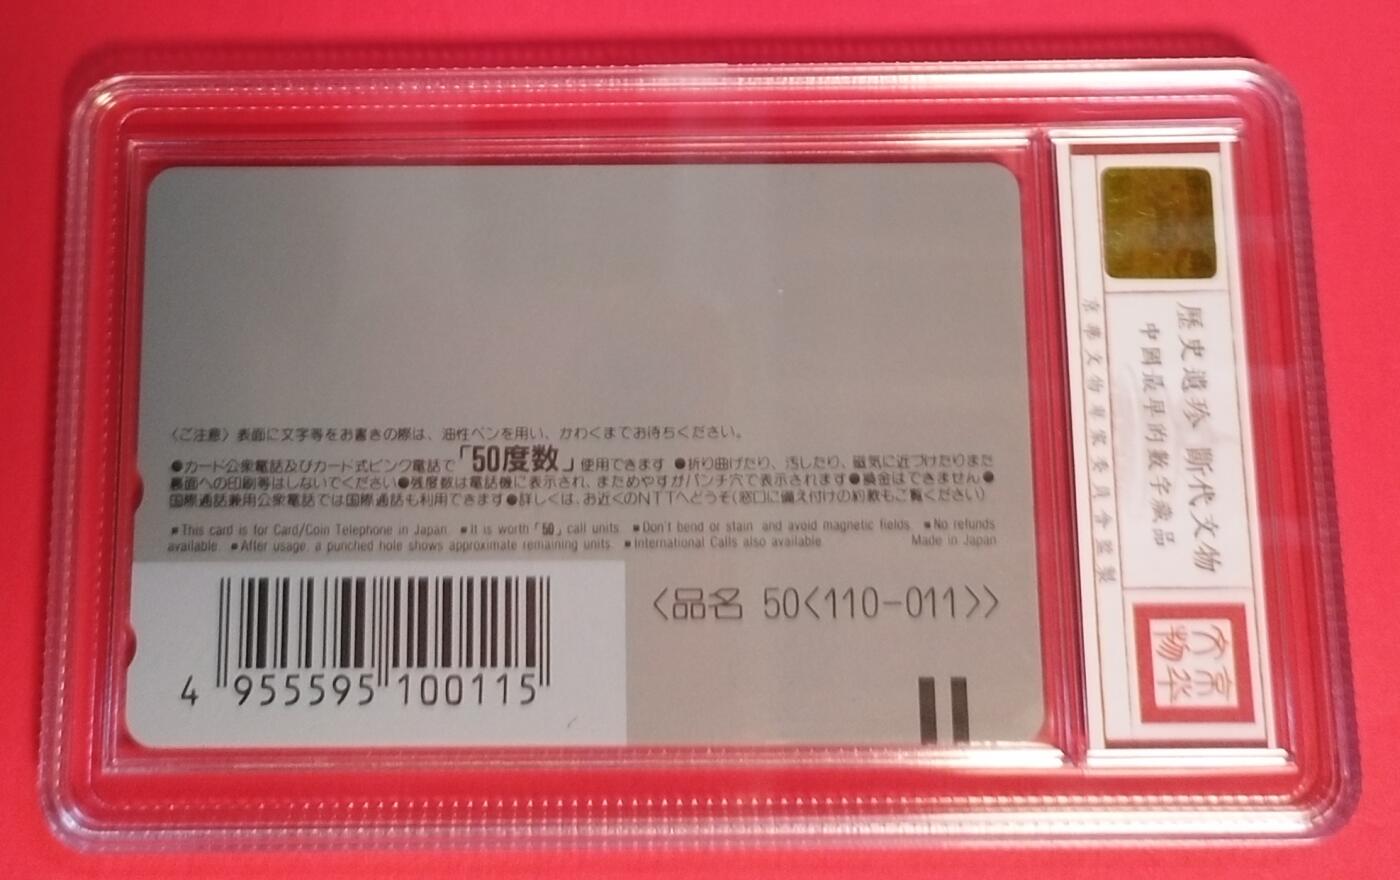 〈ご注意〉表面に文字等をお書きの際は、油性ペンを用い、かわくまでお待ちください。
●カード公衆電話及びカード式ピンク電話で「50度数」使用できます ●折り曲げたり、汚したり、磁気に近づけたりまた
裏面への印刷等はしないでください●残度数は電話機に表示され、まためやすがパンチ穴で表示されます●換金はできません●
国際通話兼用公衆電話では国際通話も利用できます●詳しくは、お近くのNTTへどうぞ(窓口に備え付けの約款もご覧ください)
■This card is for Card/Coin Telephone in Japan. ■It is worth「50」call units. ■Don't bend or stain and avoid magnetic fields. ■No refunds
available. ■After usage, a punched hole shows approximate remaining units. ■International Calls also available. Made in Japan
〈品名 50〈110-011〉〉
4 955595 100115
歷史遺珍 斷代文物
中國最早的數字藏品
京華文物專家委員會監製
京华
文物